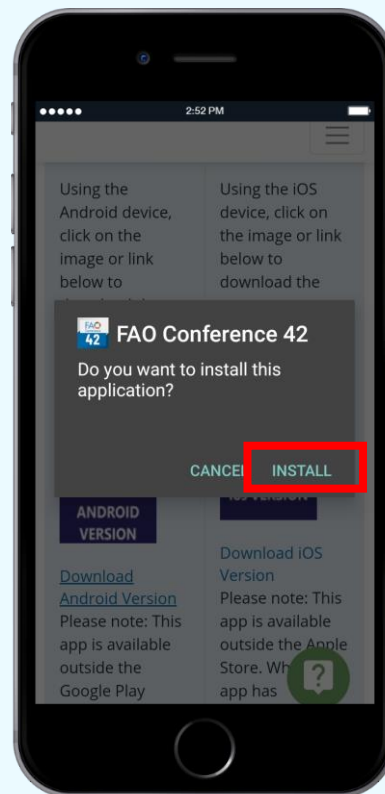 2:52 PM
Using the
Android device,
click on the
image or link
below to
Using the iOS
device, click on
the image or link
below to
download the
FAO
42
FAO Conference 42
Do you want to install this
application?
CANCEL INSTALL
ANDROID
VERSION
Download
Android Version
Please note: This
app is available
outside the
Google Play
Download iOS
Version
Please note: This
app is available
outside the Apple
Store.
app has
?